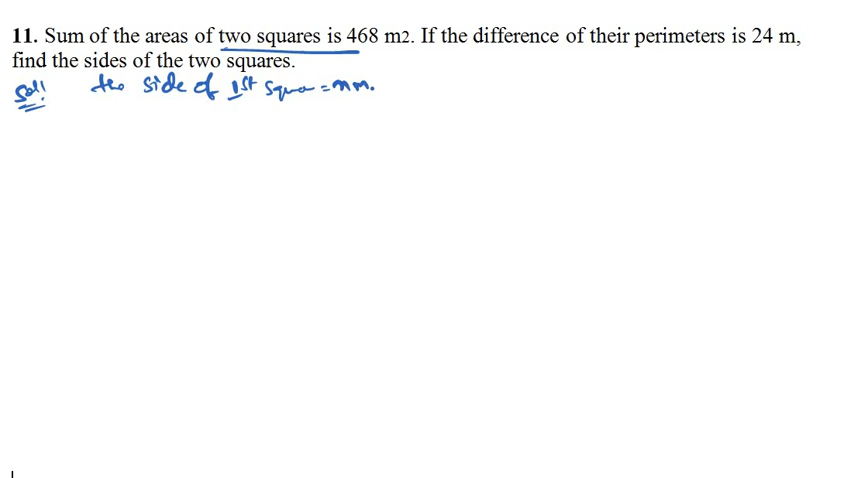 11. Sum of the areas of two squares is 468 m2. If the difference of their perimeters is 24 m,
find the sides of the two squares.
Sol! the side of 1st squa = x m.